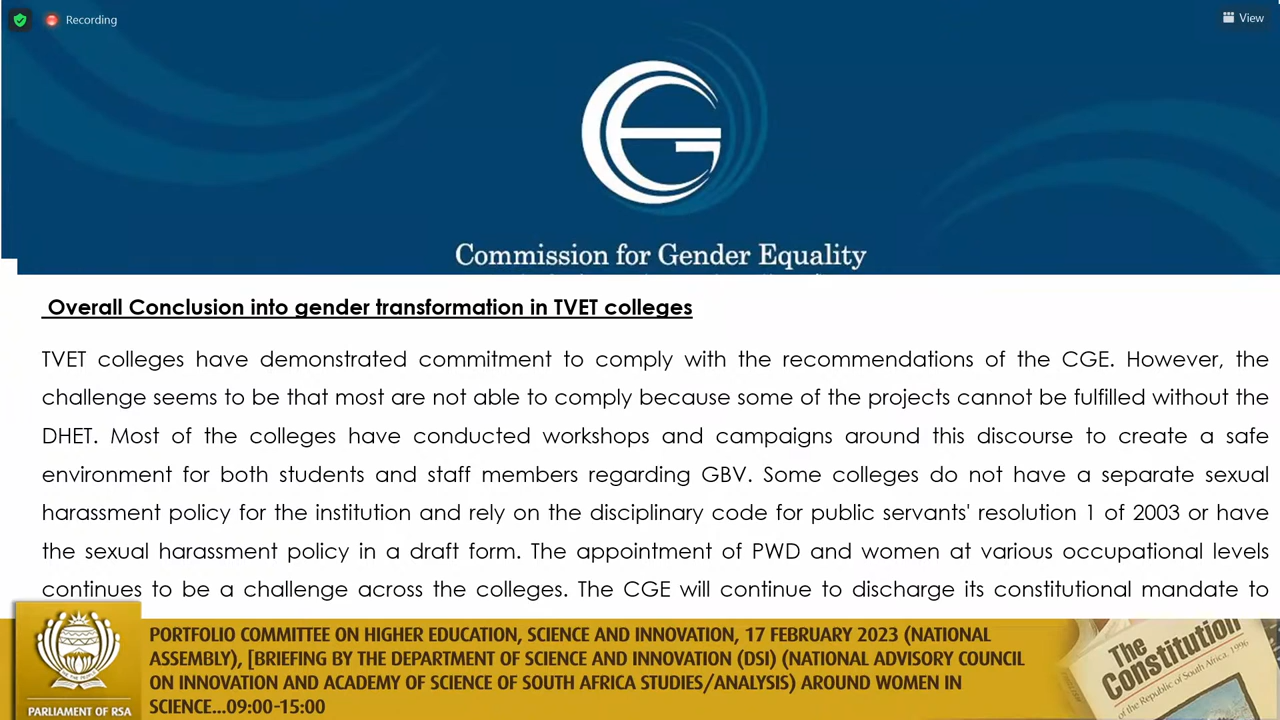 Recording
View
Commission for Gender Equality
Overall Conclusion into gender transformation in TVET colleges
TVET colleges have demonstrated commitment to comply with the recommendations of the CGE. However, the
challenge seems to be that most are not able to comply because some of the projects cannot be fulfilled without the
DHET. Most of the colleges have conducted workshops and campaigns around this discourse to create a safe
environment for both students and staff members regarding GBV. Some colleges do not have a separate sexual
harassment policy for the institution and rely on the disciplinary code for public servants' resolution 1 of 2003 or have
the sexual harassment policy in a draft form. The appointment of PWD and women at various occupational levels
continues to be a challenge across the colleges. The CGE will continue to discharge its constitutional mandate to
PORTFOLIO COMMITTEE ON HIGHER EDUCATION, SCIENCE AND INNOVATION, 17 FEBRUARY 2023 (NATIONAL
ASSEMBLY), [BRIEFING BY THE DEPARTMENT OF SCIENCE AND INNOVATION (DSI) (NATIONAL ADVISORY COUNCIL
ON INNOVATION AND ACADEMY OF SCIENCE OF SOUTH AFRICA STUDIES/ANALYSIS) AROUND WOMEN IN
SCIENCE...09:00-15:00
PARLIAMENT OF RSA
The
Constitution
of the Republic of South Africa, 1996